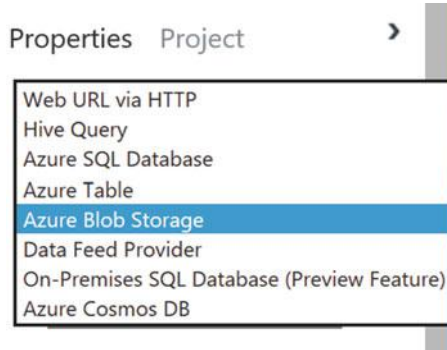 Properties Project >
Web URL via HTTP
Hive Query
Azure SQL Database
Azure Table
Azure Blob Storage
Data Feed Provider
On-Premises SQL Database (Preview Feature)
Azure Cosmos DB